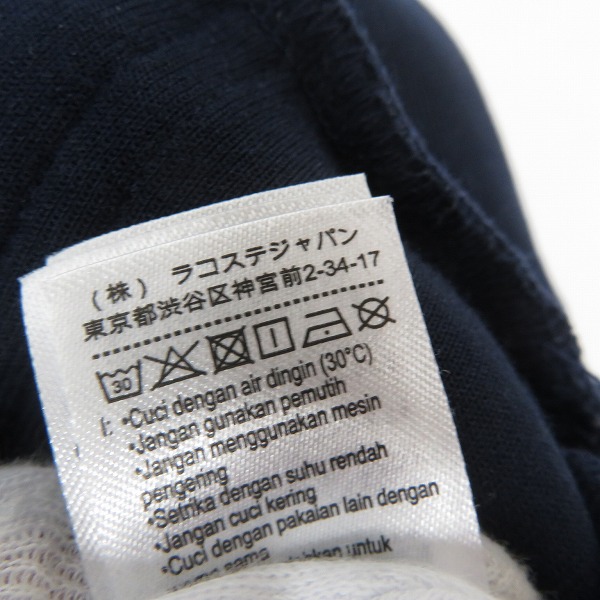 （株） ラコステジャパン
東京都渋谷区神宮前2-34-17
30
I: •Cuci dengan air dingin (30°C)
•Jangan gunakan pemutih
•Jangan menggunakan mesin
pengering
•Setrika dengan suhu rendah
•Jangan cuci kering
•Cuci dengan pakaian lain dengan
sama untuk